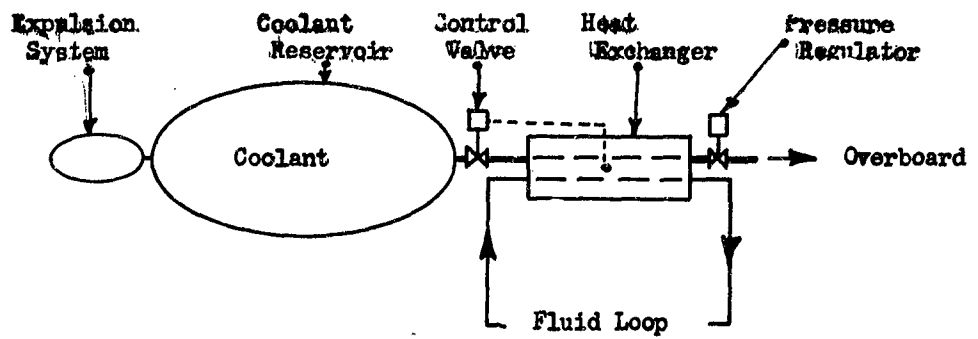 Expulsion
System
Coolant
Reservoir
Control
Valve
Heat
Exchanger
Pressure
Regulator
Coolant
Overboard
Fluid Loop